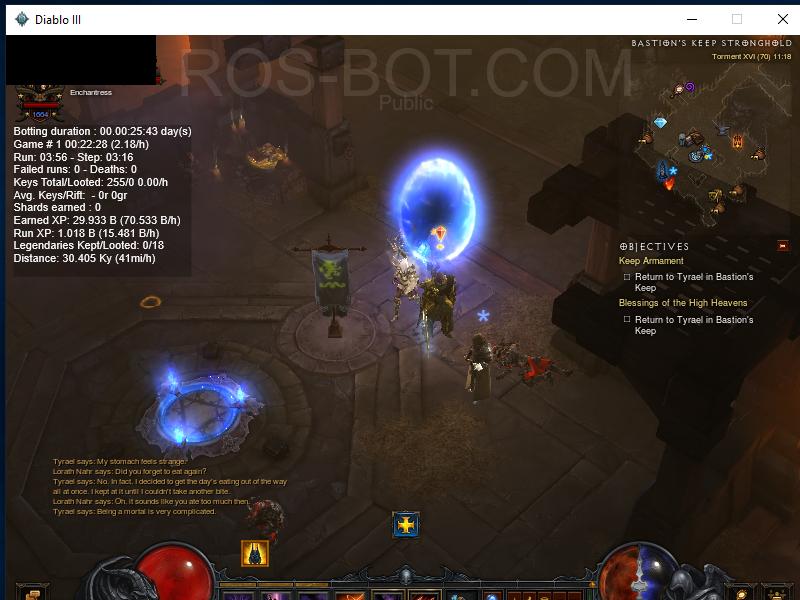 Diablo III
BASTION'S KEEP STRONGHOLD
Torment XVI (70) 11:18
ROS-BOT.COM
Public
Enchantress
1664
Botting duration : 00.00:25:43 day(s)
Game # 1 00:22:28 (2.18/h)
Run: 03:56 - Step: 03:16
Failed runs: 0 - Deaths: 0
Keys Total/Looted: 255/0 0.00/h
Avg. Keys/Rift:  - 0r 0gr
Shards earned : 0
Earned XP: 29.933 B (70.533 B/h)
Run XP: 1.018 B (15.481 B/h)
Legendaries Kept/Looted: 0/18
Distance: 30.405 Ky (41mi/h)
OBJECTIVES
Keep Armament
Return to Tyrael in Bastion's
Keep
Blessings of the High Heavens
Return to Tyrael in Bastion's
Keep
Tyrael says: My stomach feels strange.
Lorath Nahr says: Did you forget to eat again?
Tyrael says: No. In fact, I decided to get the day's eating out of the way
all at once. I kept at it until I couldn't take another bite.
Lorath Nahr says: Oh, it sounds like you ate too much then.
Tyrael says: Being a mortal is very complicated.